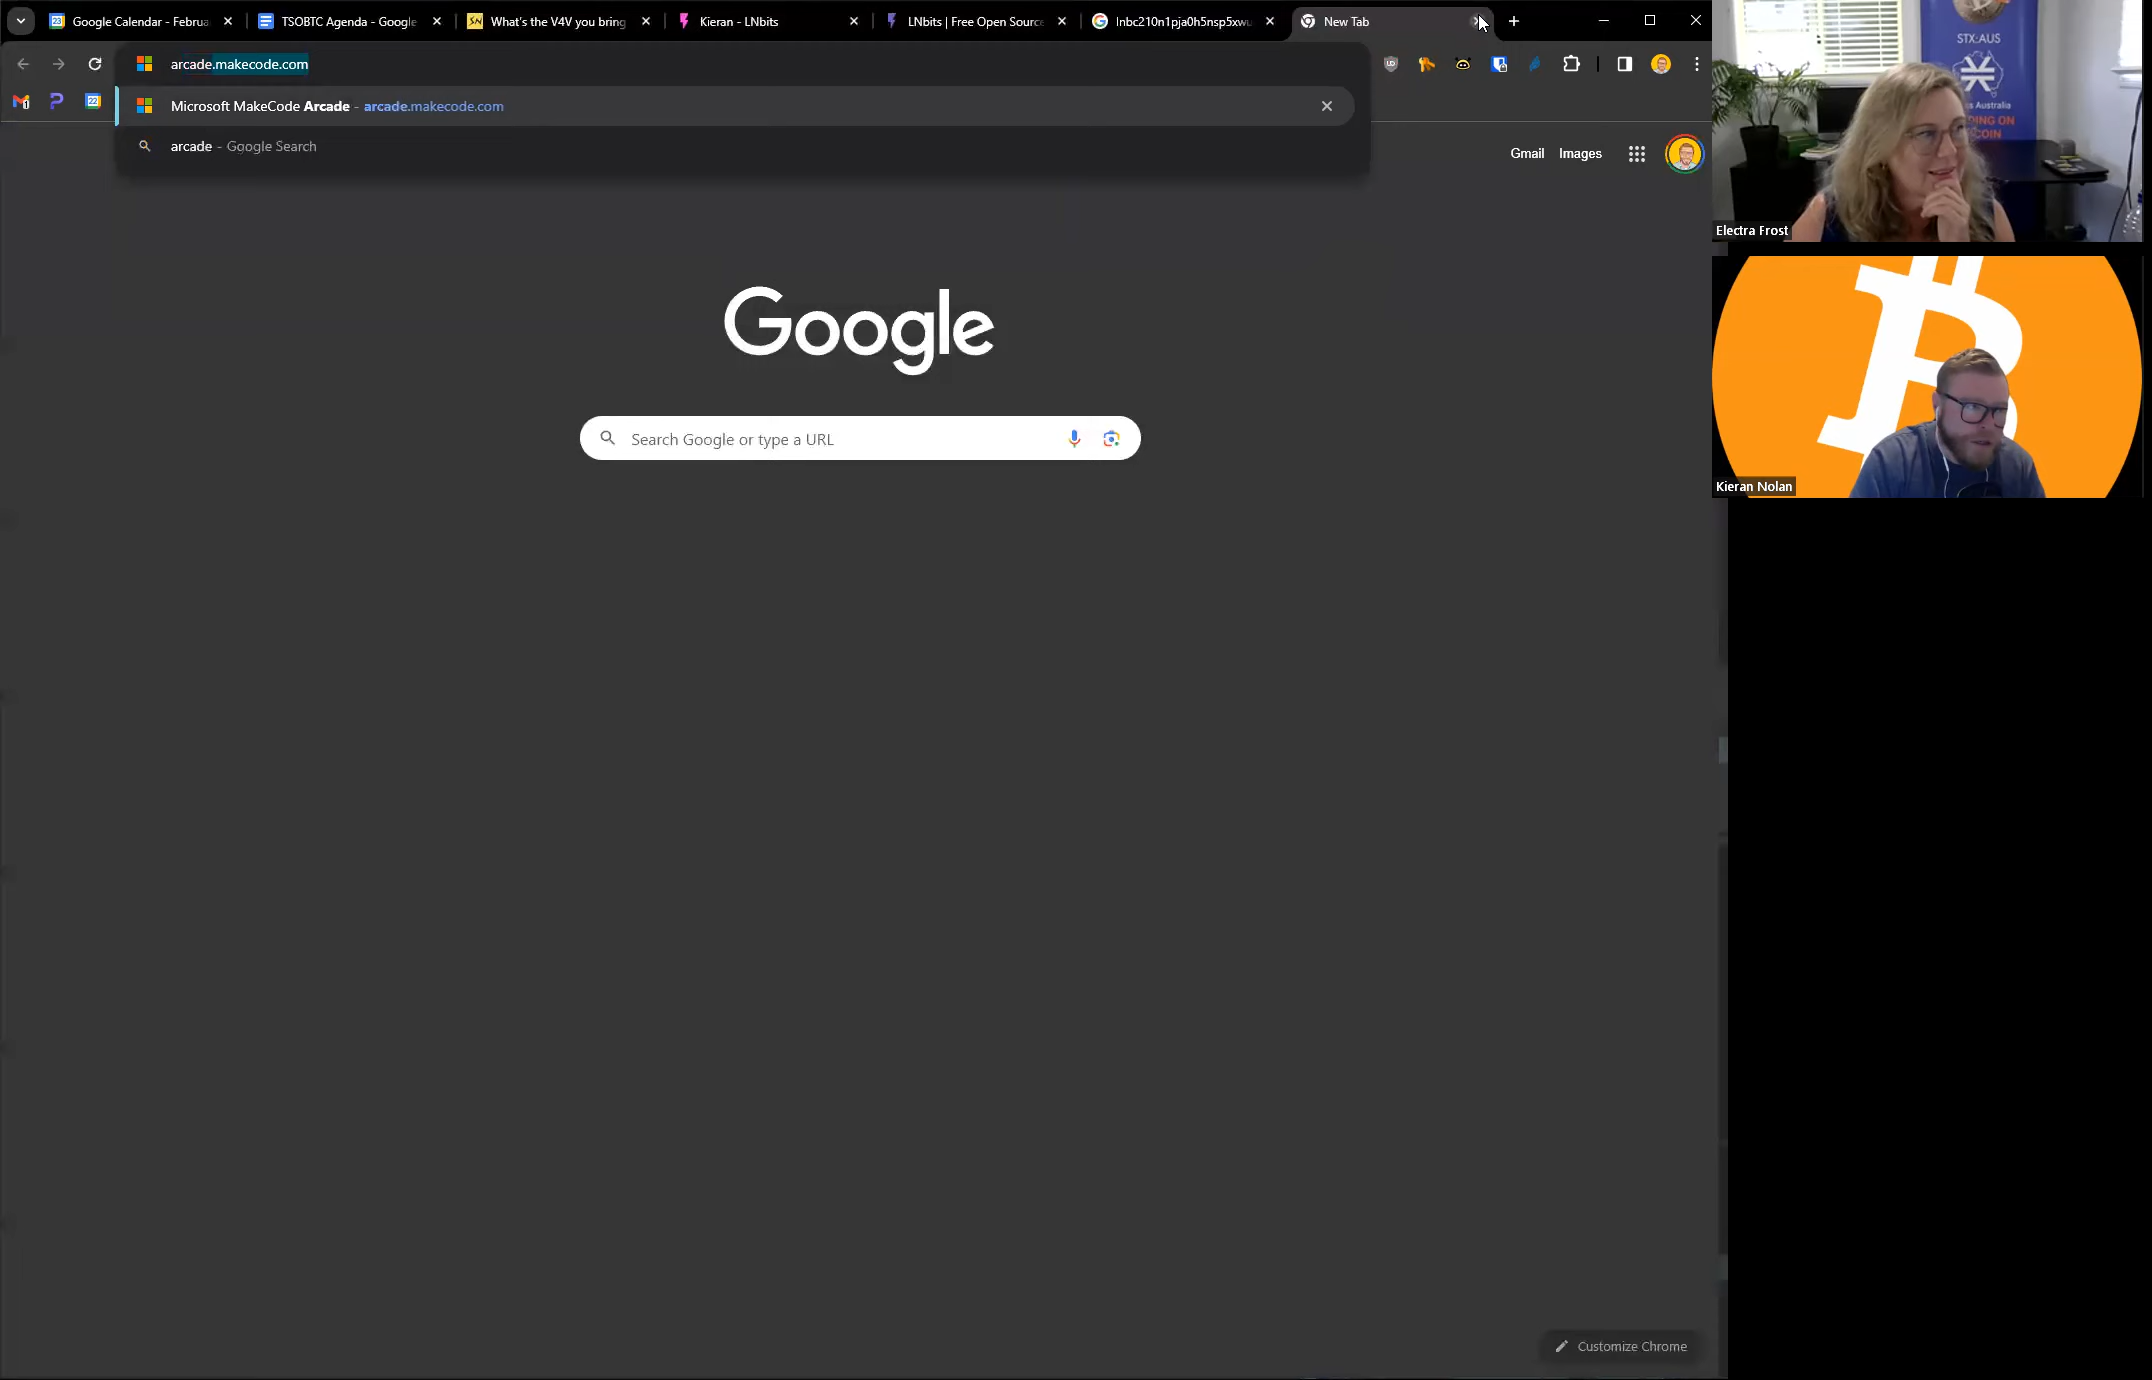 Google Calendar - Februa
TSOBTC Agenda - Google
What's the V4V you bring
Kieran - LNbits
LNbits | Free Open Source
lnbc210n1pja0h5nsp5xwu
New Tab
arcade.makecode.com
Microsoft MakeCode Arcade - arcade.makecode.com
arcade - Google Search
Gmail
Images
Google
Search Google or type a URL
Customize Chrome
STX:AUS
Australia
COIN
Electra Frost
Kieran Nolan